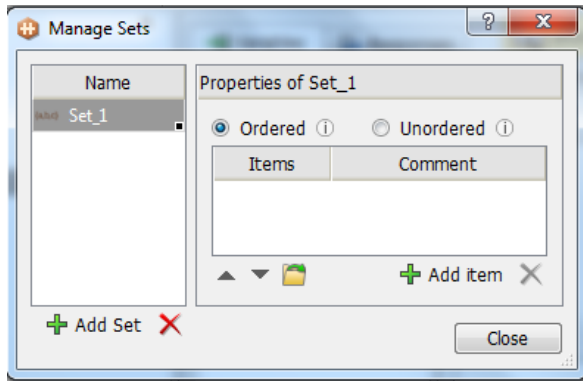 Manage Sets
Name
Set_1
Properties of Set_1
Ordered
Unordered
Items Comment
Add item
Add Set
Close